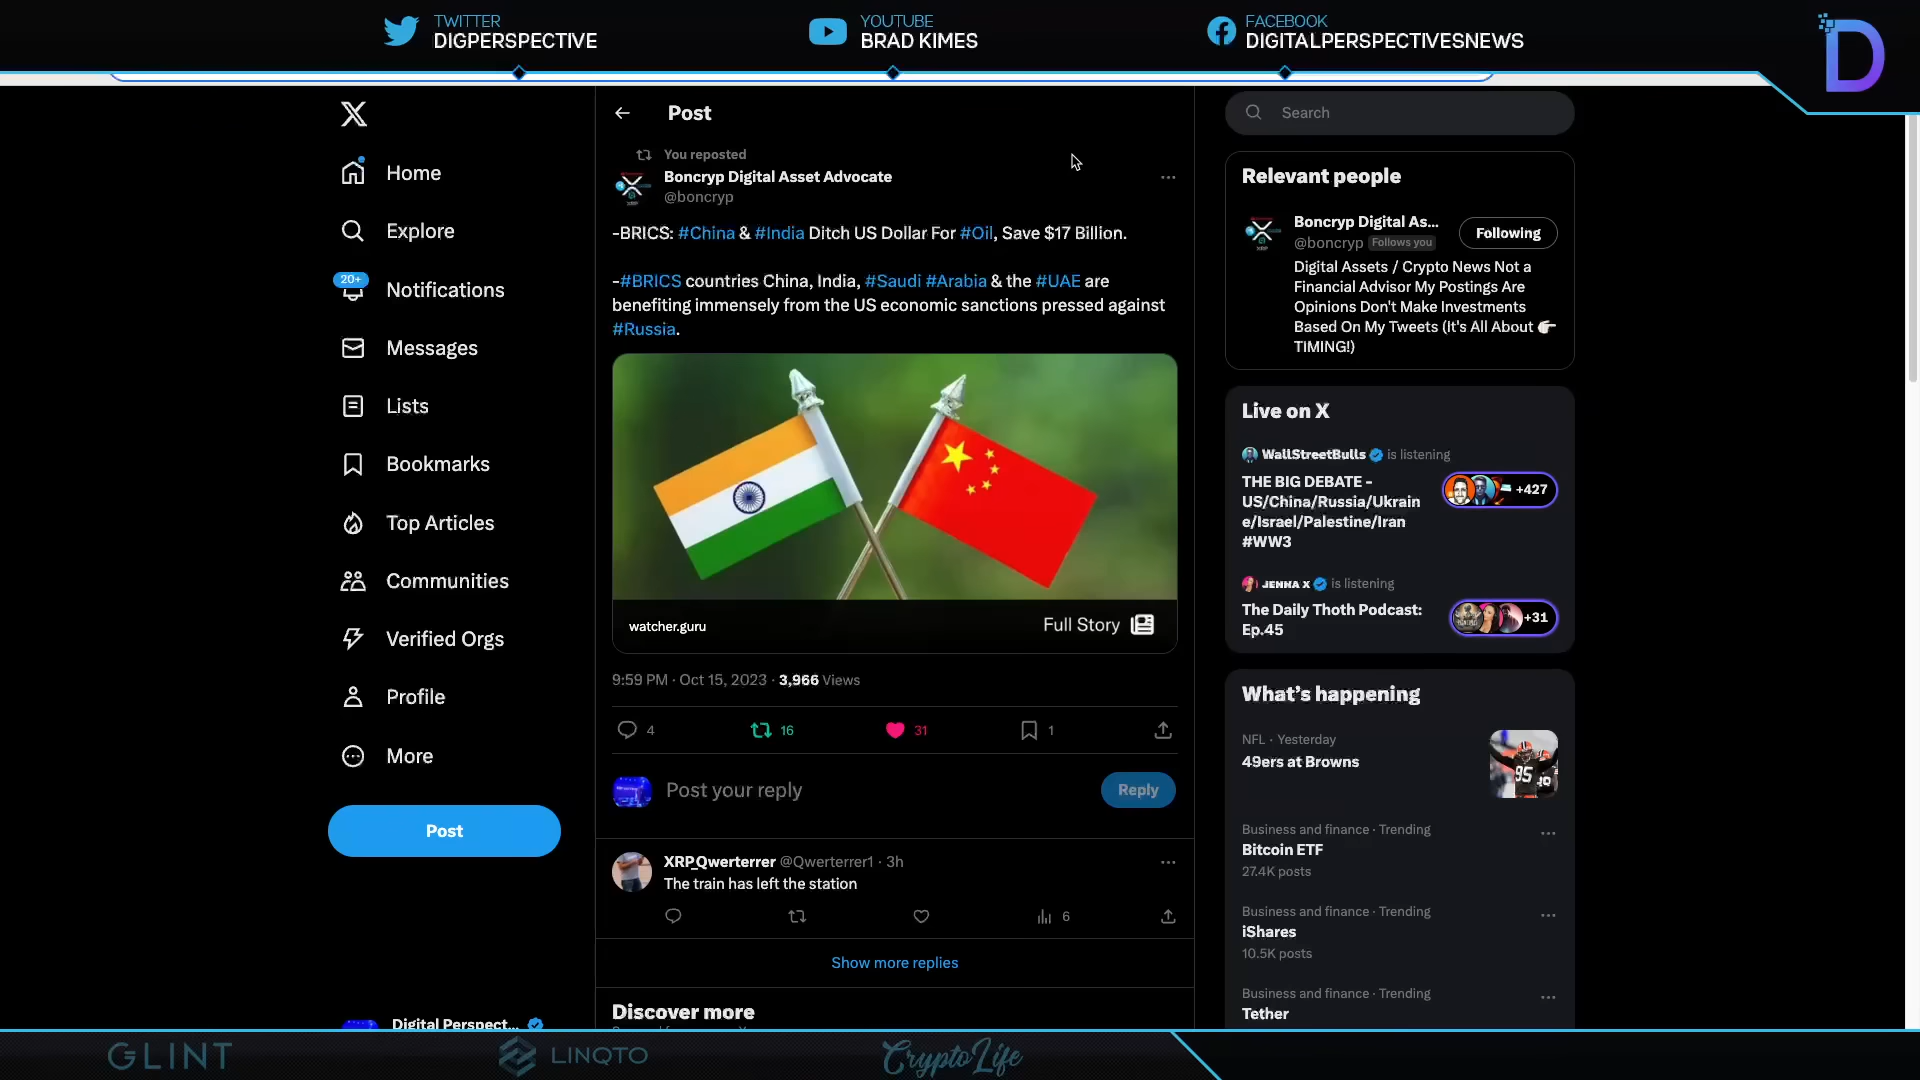 TWITTER
DIGPERSPECTIVE
YOUTUBE
BRAD KIMES
FACEBOOK
DIGITALPERSPECTIVESNEWS
Home
Explore
20+
Notifications
Messages
Lists
Bookmarks
Top Articles
Communities
Verified Orgs
Profile
More
Post
Digital Perspect...
Post
You reposted
Boncryp Digital Asset Advocate
@boncryp
-BRICS: #China & #India Ditch US Dollar For #Oil, Save $17 Billion.
-#BRICS countries China, India, #Saudi #Arabia & the #UAE are
benefiting immensely from the US economic sanctions pressed against
#Russia.
watcher.guru
Full Story
9:59 PM · Oct 15, 2023 · 3,966 Views
4
16
31
1
Post your reply
Reply
XRP_Qwerterrer @Qwerterrer1 · 3h
The train has left the station
6
Show more replies
Discover more
Search
Relevant people
Boncryp Digital As...
@boncryp Follows you
Following
Digital Assets / Crypto News Not a
Financial Advisor My Postings Are
Opinions Don't Make Investments
Based On My Tweets (It's All About
TIMING!)
Live on X
WallStreetBulls is listening
THE BIG DEBATE -
US/China/Russia/Ukrain
e/Israel/Palestine/Iran
#WW3
+427
JENNA X is listening
The Daily Thoth Podcast:
Ep.45
+31
What's happening
NFL · Yesterday
49ers at Browns
Business and finance · Trending
Bitcoin ETF
27.4K posts
Business and finance · Trending
iShares
10.5K posts
Business and finance · Trending
Tether
GLINT
LINQTO
CryptoLife